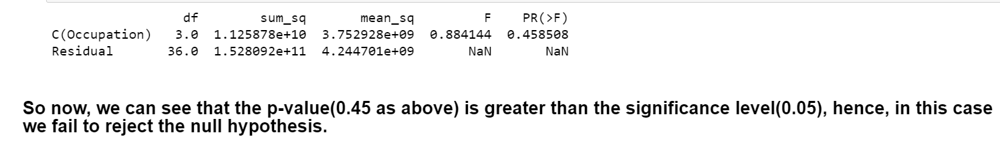 df sum_sq mean_sq F PR(>F)
C(Occupation) 3.0 1.125878e+10 3.752928e+09 0.884144 0.458508
Residual 36.0 1.528092e+11 4.244701e+09 NaN NaN
So now, we can see that the p-value(0.45 as above) is greater than the significance level(0.05), hence, in this case
we fail to reject the null hypothesis.